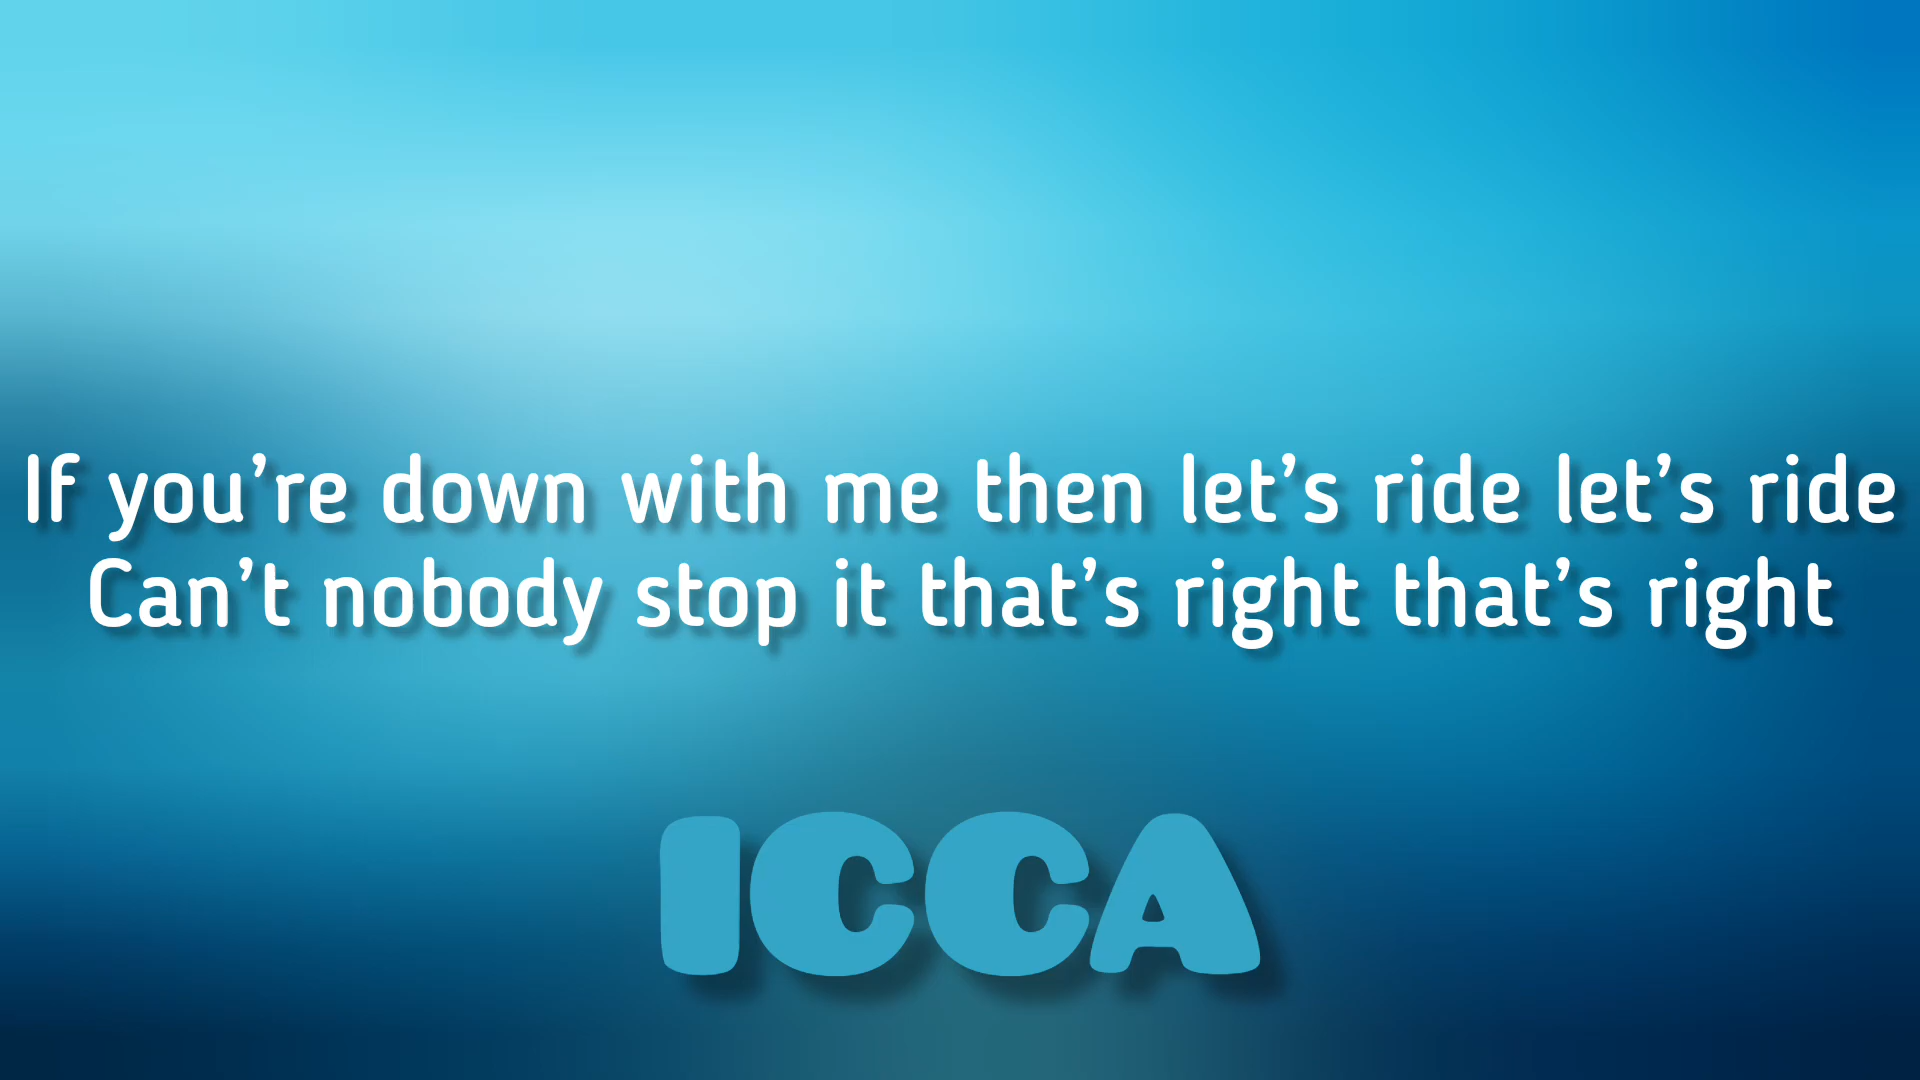 If you’re down with me then let’s ride let’s ride
Can’t nobody stop it that’s right that’s right
ICCA